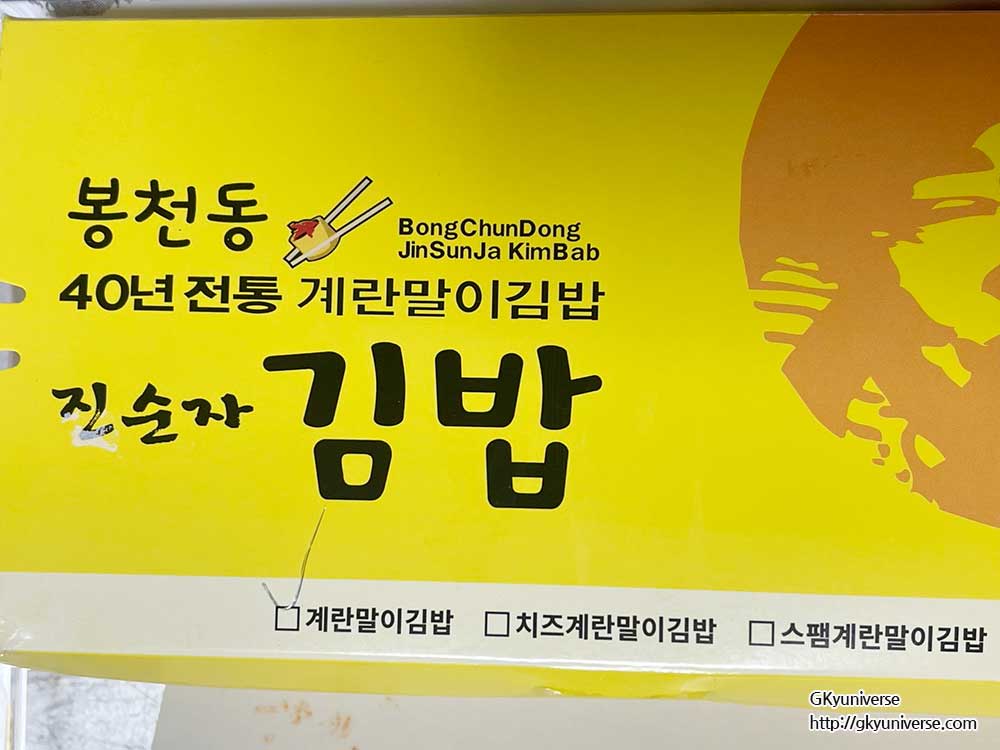 봉천동
BongChunDong
JinSunJa KimBab
40년 전통 계란말이김밥
진순자 김밥
☐계란말이김밥 ☐치즈계란말이김밥 ☐스팸계란말이김밥
GKyuniverse
http://gkyuniverse.com